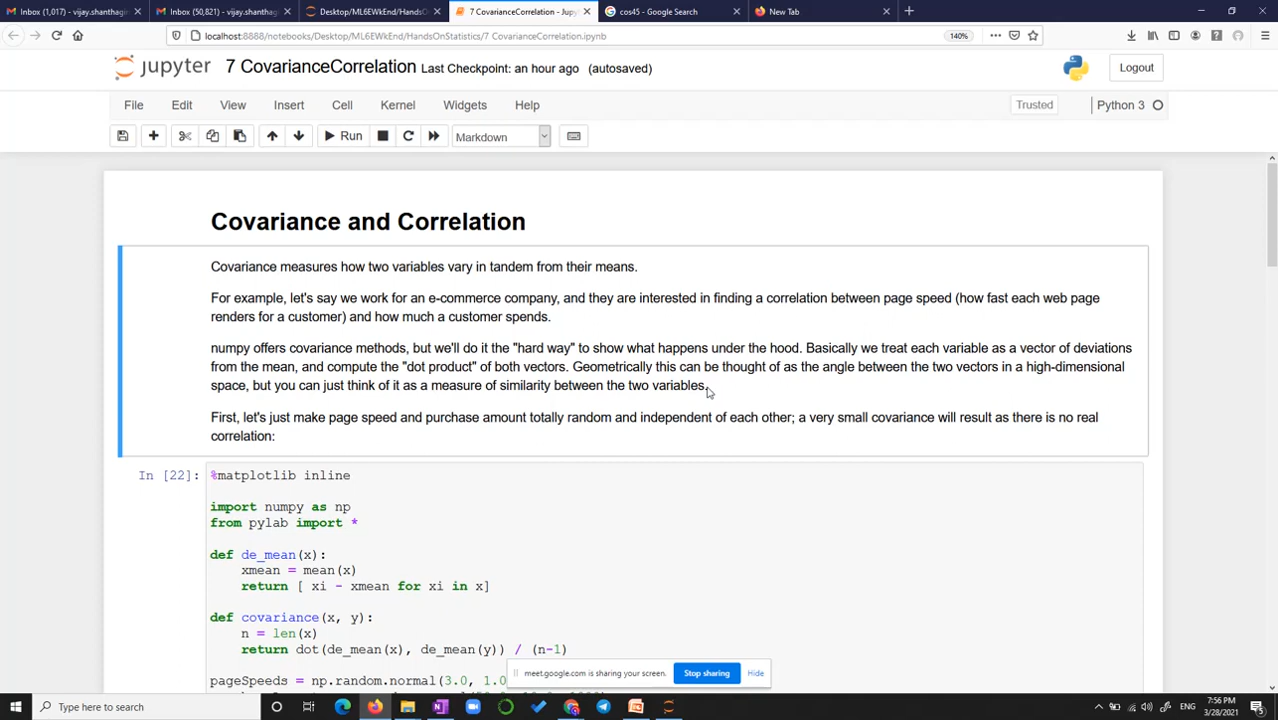 Inbox (1,017) - vijay.shanthagi
Inbox (50,821) - vijay.shanthag
Desktop/ML6EWkEnd/HandsO
7 CovarianceCorrelation - Jupyt
cos45 - Google Search
New Tab
localhost:8888/notebooks/Desktop/ML6EWkEnd/HandsOnStatistics/7 CovarianceCorrelation.ipynb
140%
jupyter 7 CovarianceCorrelation Last Checkpoint: an hour ago (autosaved)
Logout
File Edit View Insert Cell Kernel Widgets Help
Trusted
Python 3
Run
Markdown
Covariance and Correlation
Covariance measures how two variables vary in tandem from their means.
For example, let's say we work for an e-commerce company, and they are interested in finding a correlation between page speed (how fast each web page
renders for a customer) and how much a customer spends.
numpy offers covariance methods, but we'll do it the "hard way" to show what happens under the hood. Basically we treat each variable as a vector of deviations
from the mean, and compute the "dot product" of both vectors. Geometrically this can be thought of as the angle between the two vectors in a high-dimensional
space, but you can just think of it as a measure of similarity between the two variables.
First, let's just make page speed and purchase amount totally random and independent of each other; a very small covariance will result as there is no real
correlation:
In [22]:
%matplotlib inline
import numpy as np
from pylab import *
def de_mean(x):
xmean = mean(x)
return [ xi - xmean for xi in x]
def covariance(x, y):
n = len(x)
return dot(de_mean(x), de_mean(y)) / (n-1)
pageSpeeds = np.random.normal(3.0, 1.0
meet.google.com is sharing your screen.
Stop sharing
Hide
Type here to search
7:56 PM
3/28/2021